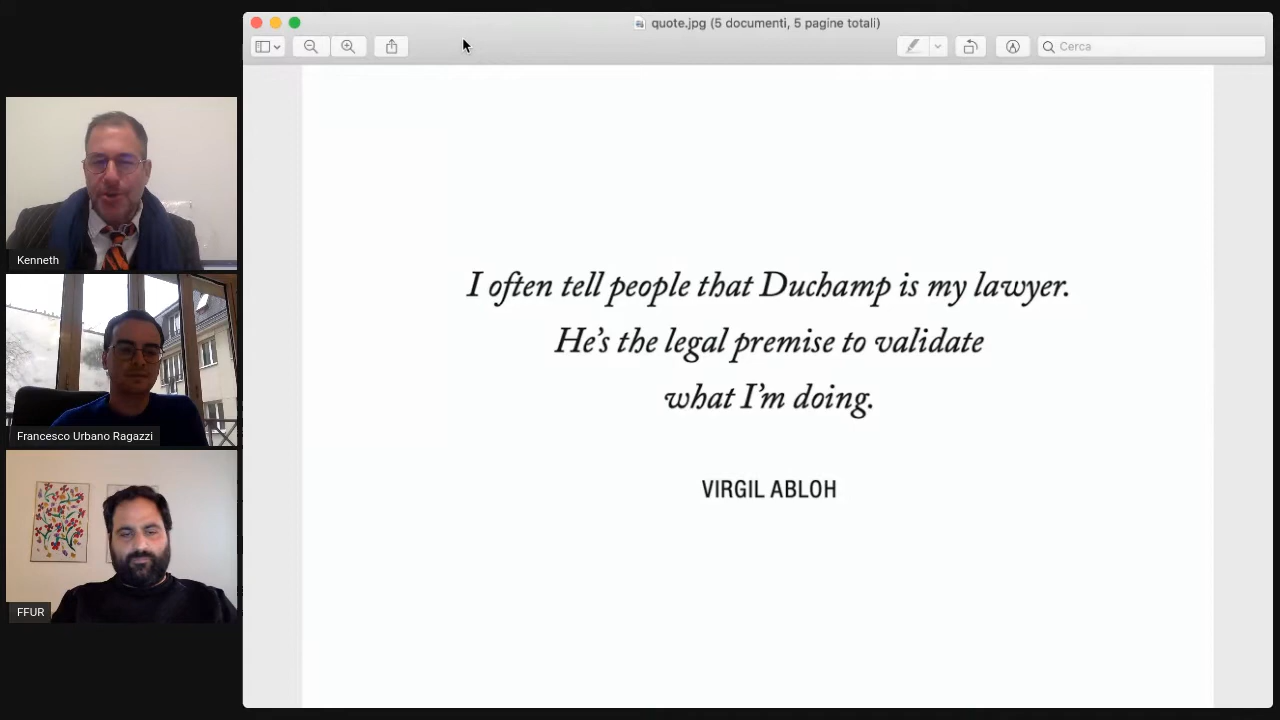 quote.jpg (5 documenti, 5 pagine totali)
Cerca
Kenneth
Francesco Urbano Ragazzi
FFUR
I often tell people that Duchamp is my lawyer.
He’s the legal premise to validate
what I’m doing.
VIRGIL ABLOH